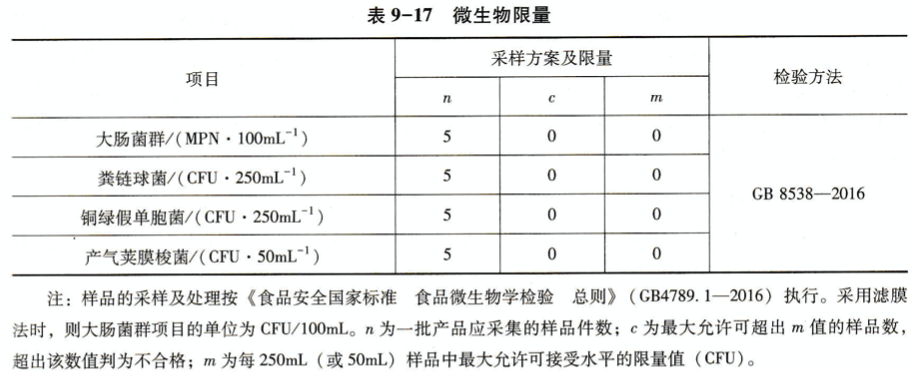 表 9-17 微生物限量
项目 采样方案及限量 检验方法
n c m
大肠菌群/(MPN·100mL⁻¹) 5 0 0 GB 8538—2016
粪链球菌/(CFU·250mL⁻¹) 5 0 0
铜绿假单胞菌/(CFU·250mL⁻¹) 5 0 0
产气荚膜梭菌/(CFU·50mL⁻¹) 5 0 0
注：样品的采样及处理按《食品安全国家标准 食品微生物学检验 总则》（GB4789.1—2016）执行。采用滤膜
法时，则大肠菌群项目的单位为 CFU/100mL。n 为一批产品应采集的样品件数；c 为最大允许可超出 m 值的样品数，
超出该数值判为不合格；m 为每 250mL（或 50mL）样品中最大允许可接受水平的限量值（CFU）。